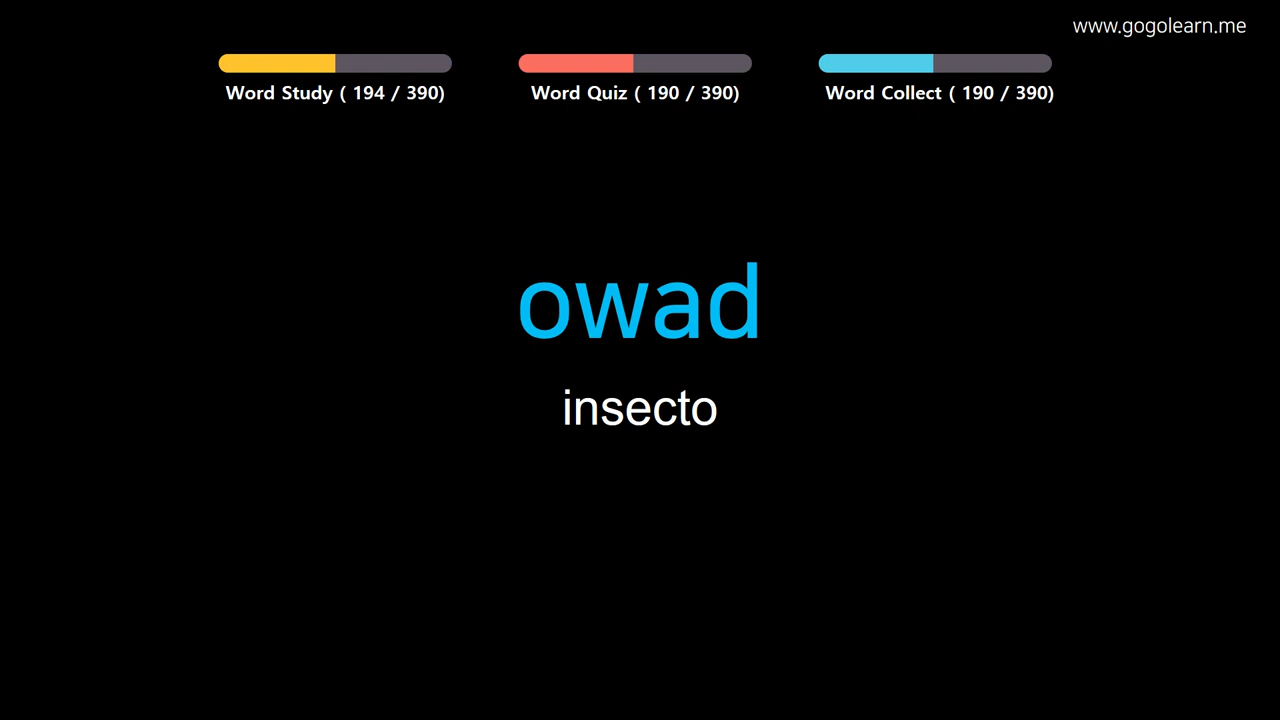 www.gogolearn.me
Word Study ( 194 / 390)
Word Quiz ( 190 / 390)
Word Collect ( 190 / 390)
owad
insecto